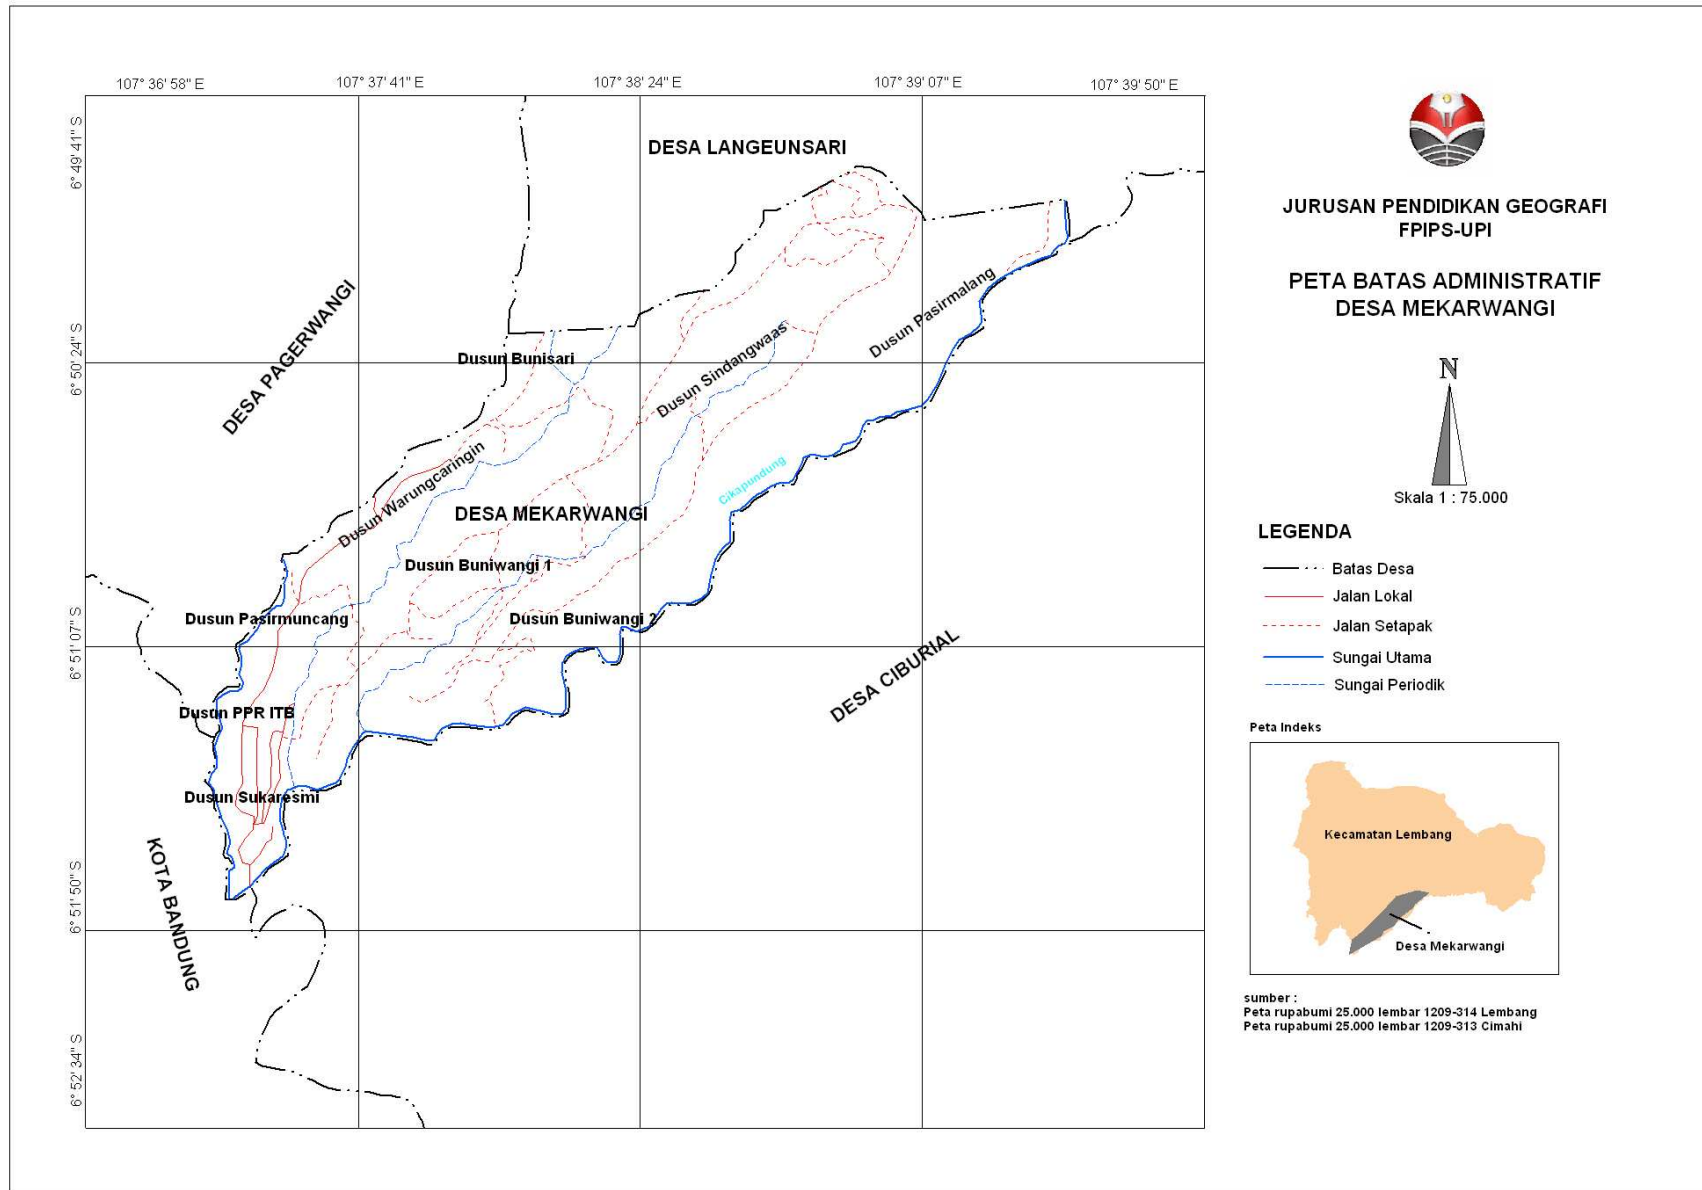 107° 36' 58" E
107° 37' 41" E
107° 38' 24" E
107° 39' 07" E
107° 39' 50" E
6° 49' 41" S
6° 50' 24" S
6° 51' 07" S
6° 51' 50" S
6° 52' 34" S
DESA LANGEUNSARI
DESA PAGERWANGI
Dusun Bunisari
Dusun Sindangwaas
Dusun Pasirmalang
Dusun Warungcaringin
Cikapundung
DESA MEKARWANGI
Dusun Buniwangi 1
Dusun Pasirmuncang
Dusun Buniwangi 2
DESA CIBURIAL
Dusun PPR ITB
Dusun Sukaresmi
KOTA BANDUNG
JURUSAN PENDIDIKAN GEOGRAFI
FPIPS-UPI
PETA BATAS ADMINISTRATIF
DESA MEKARWANGI
N
Skala 1 : 75.000
LEGENDA
Batas Desa
Jalan Lokal
Jalan Setapak
Sungai Utama
Sungai Periodik
Peta Indeks
Kecamatan Lembang
Desa Mekarwangi
sumber :
Peta rupabumi 25.000 lembar 1209-314 Lembang
Peta rupabumi 25.000 lembar 1209-313 Cimahi